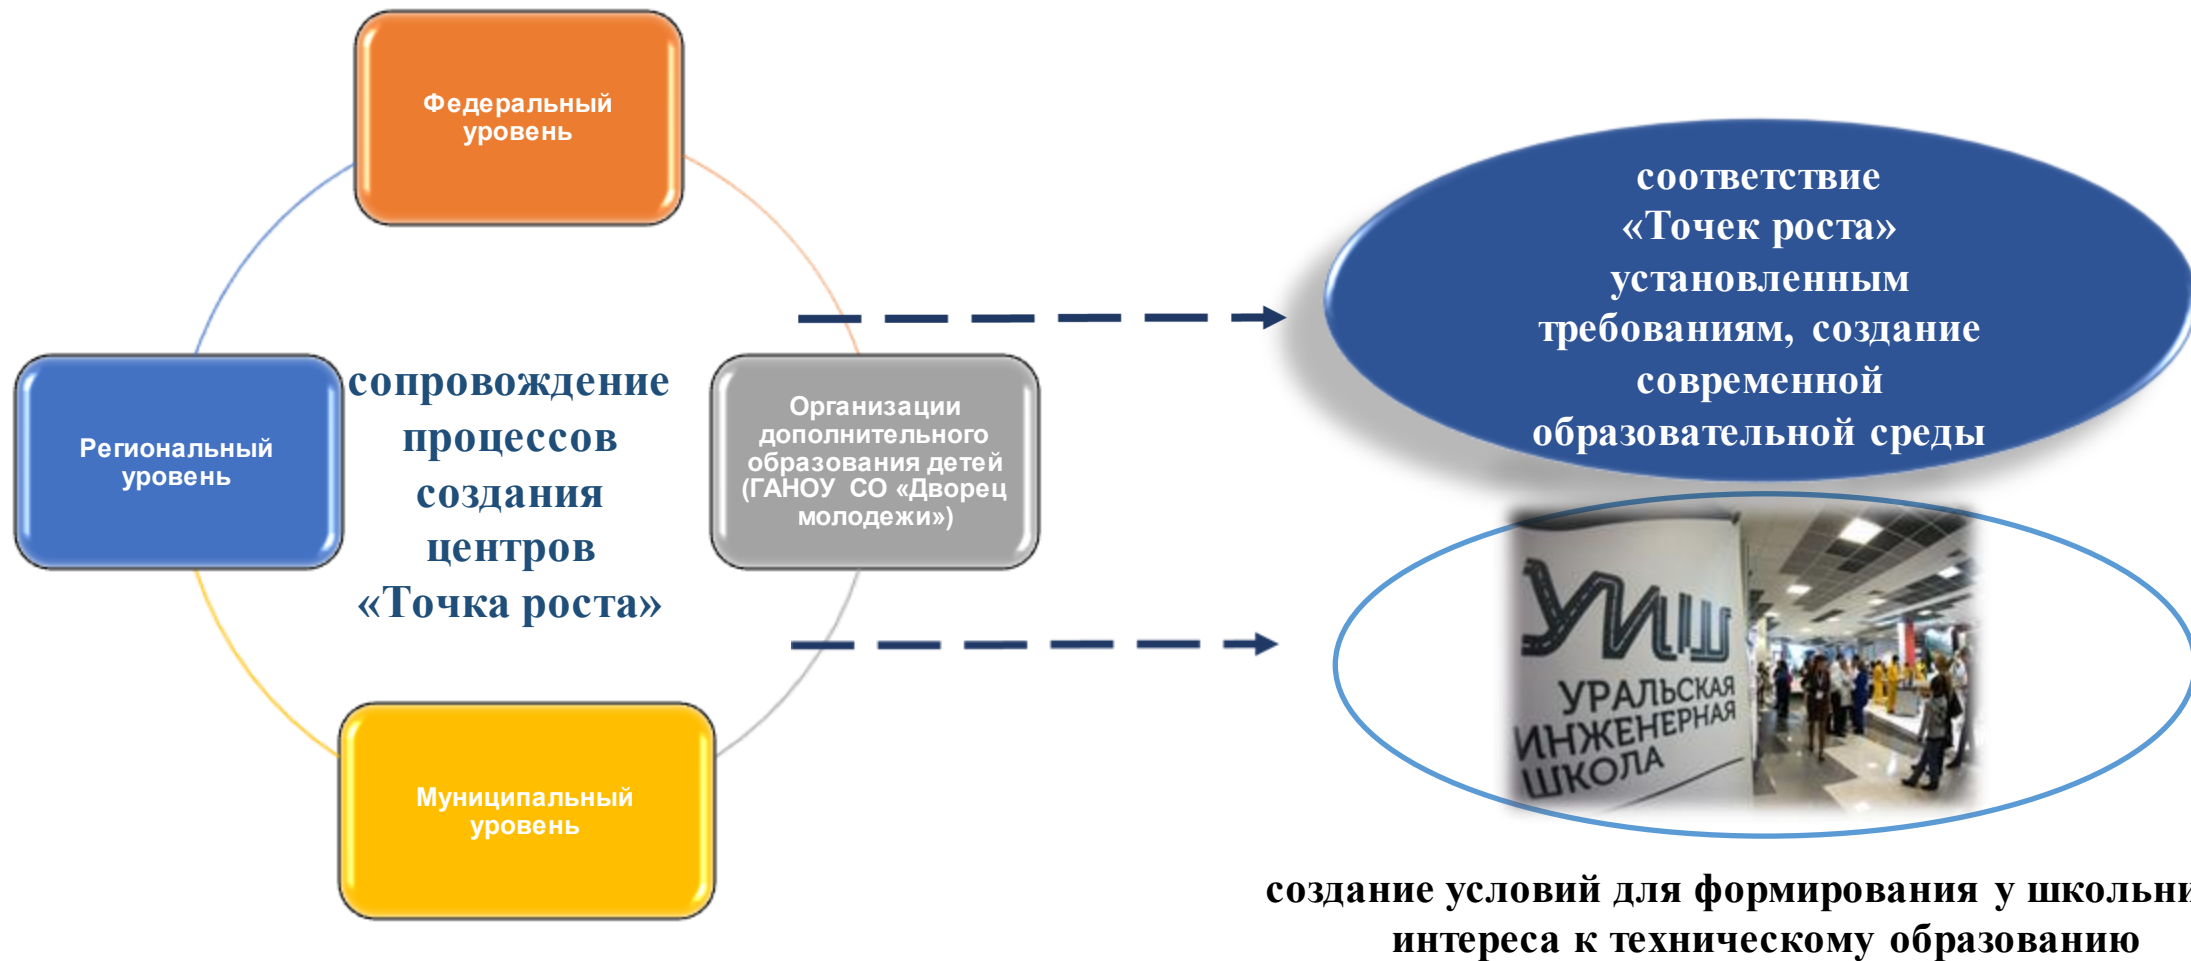 Федеральный
уровень
Региональный
уровень
сопровождение
процессов
создания
центров
«Точка роста»
Организации
дополнительного
образования детей
(ГАНОУ СО «Дворец
молодежи»)
Муниципальный
уровень
соответствие
«Точек роста»
установленным
требованиям, создание
современной
образовательной среды
УИШ
УРАЛЬСКАЯ
ИНЖЕНЕРНАЯ
ШКОЛА
создание условий для формирования у школьни
интереса к техническому образованию